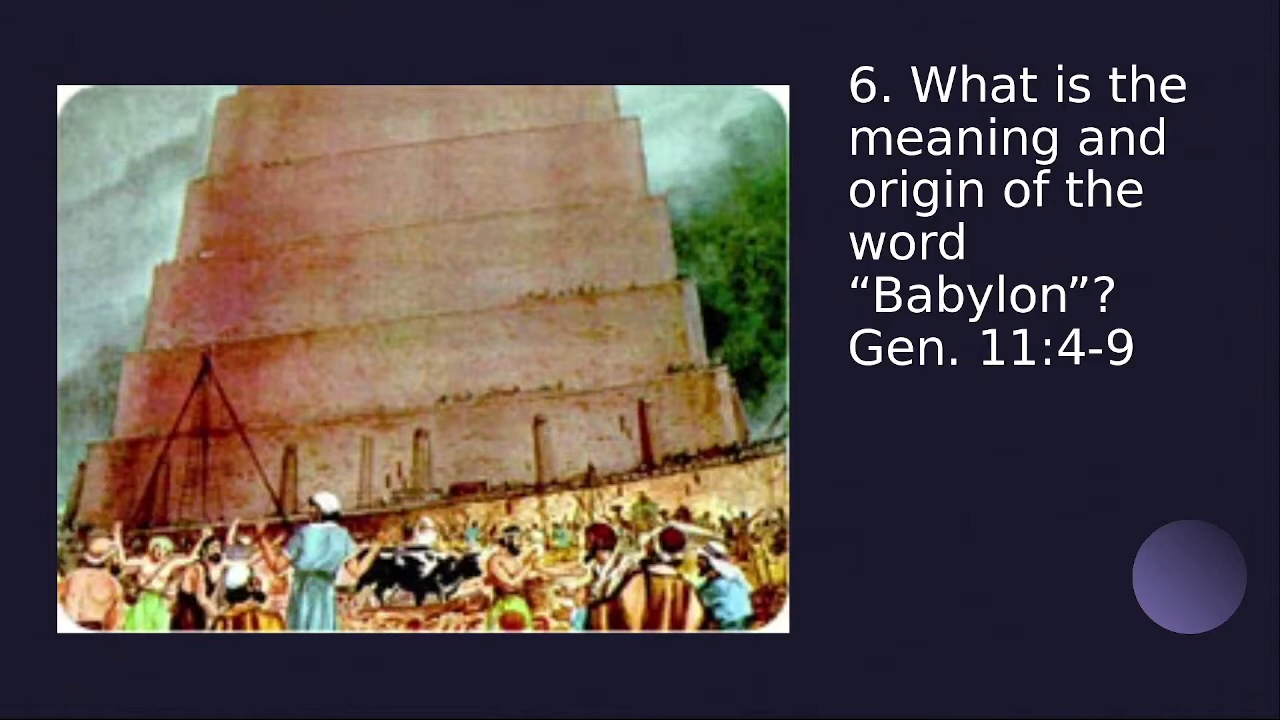 6. What is the
meaning and
origin of the
word
“Babylon”?
Gen. 11:4-9